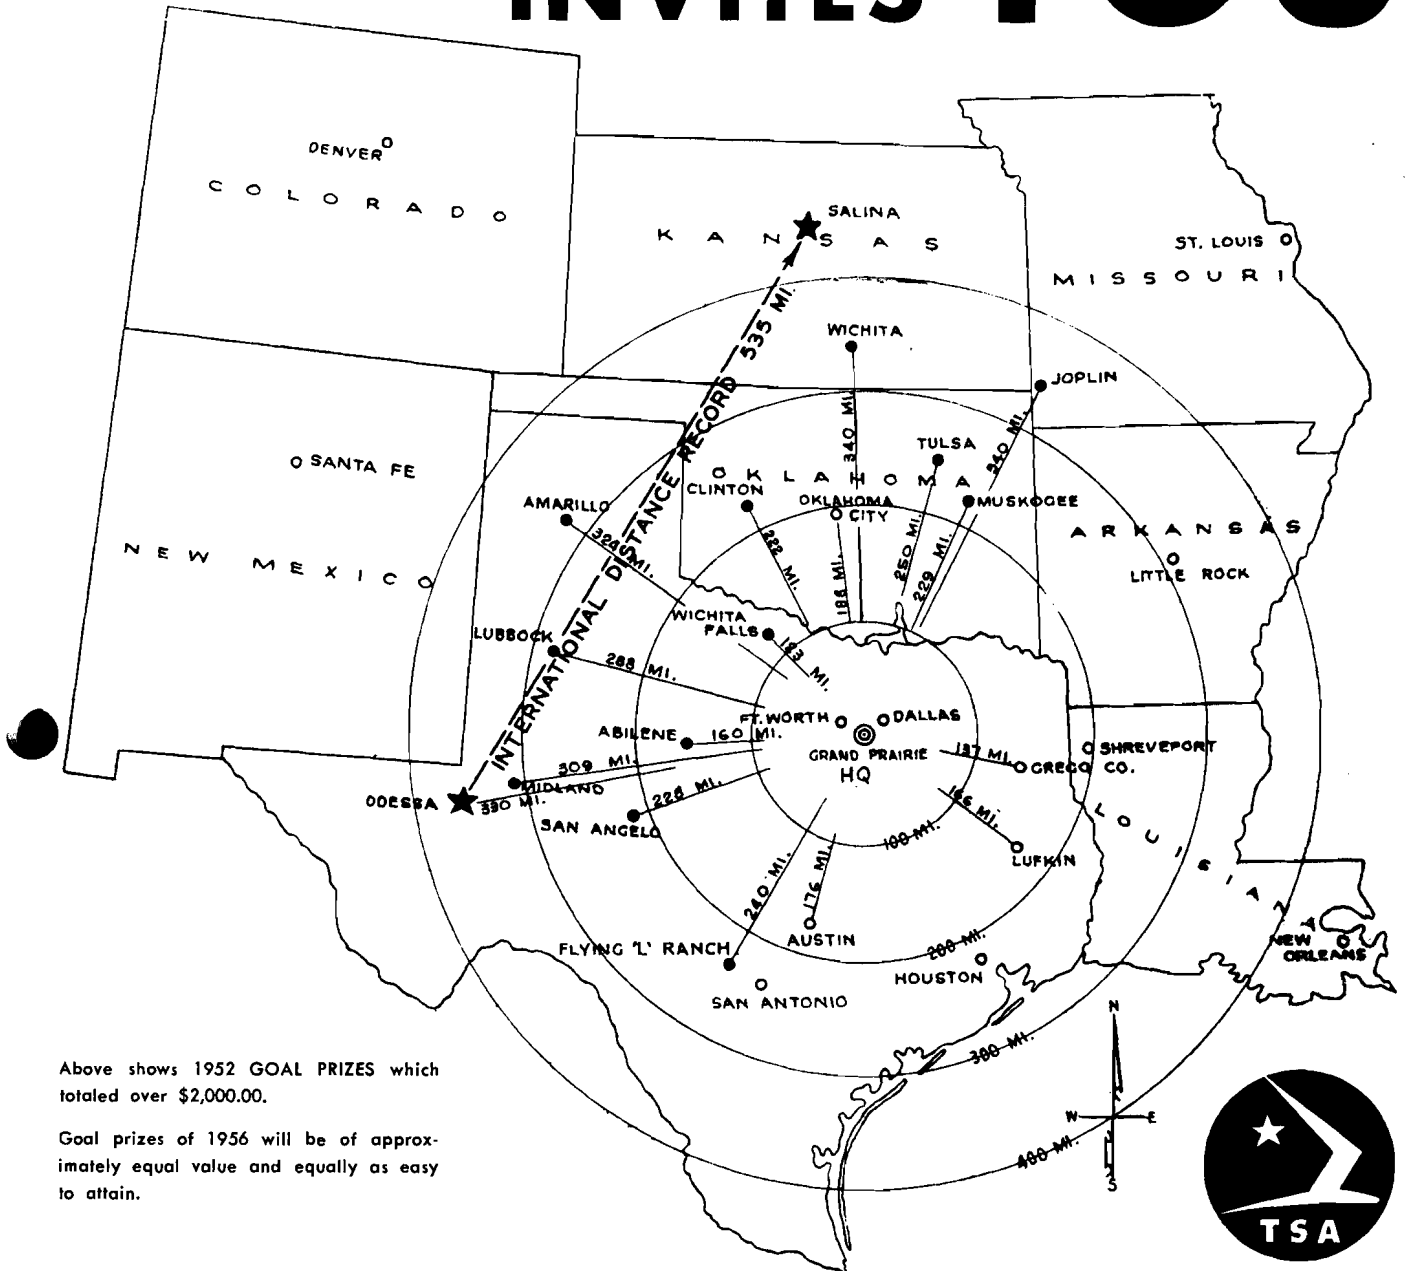 INVITES YOU
DENVER
COLORADO
KANSAS
SALINA
ST. LOUIS
MISSOURI
INTERNATIONAL DISTANCE RECORD 535 MI.
WICHITA
340 MI.
JOPLIN
340 MI.
SANTA FE
NEW MEXICO
AMARILLO
324 MI.
OKLAHOMA
CLINTON
222 MI.
OKLAHOMA
CITY
186 MI.
TULSA
250 MI.
MUSKOGEE
229 MI.
ARKANSAS
LITTLE ROCK
WICHITA
FALLS
123 MI.
LUBBOCK
288 MI.
FT. WORTH
DALLAS
GRAND PRAIRIE
HQ
ABILENE
160 MI.
309 MI.
MIDLAND
ODESSA
330 MI.
SAN ANGELO
228 MI.
137 MI.
GREGG CO.
SHREVEPORT
166 MI.
LUFKIN
LOUISIANA
NEW
ORLEANS
240 MI.
FLYING 'L' RANCH
176 MI.
AUSTIN
SAN ANTONIO
HOUSTON
100 MI.
200 MI.
300 MI.
400 MI.
N
W E
S
Above shows 1952 GOAL PRIZES which
totaled over $2,000.00.
Goal prizes of 1956 will be of approx-
imately equal value and equally as easy
to attain.
TSA